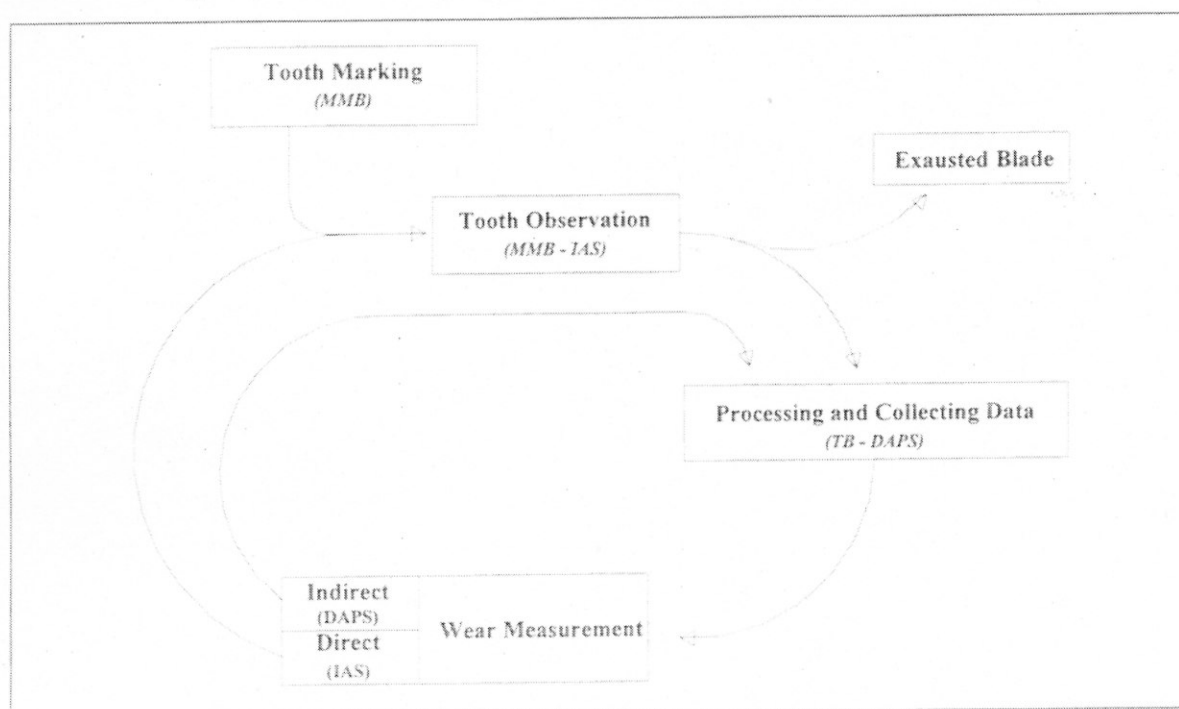 Tooth Marking
(MMB)
Exausted Blade
Tooth Observation
(MMB - IAS)
Processing and Collecting Data
(TB - DAPS)
Indirect
(DAPS)
Wear Measurement
Direct
(IAS)